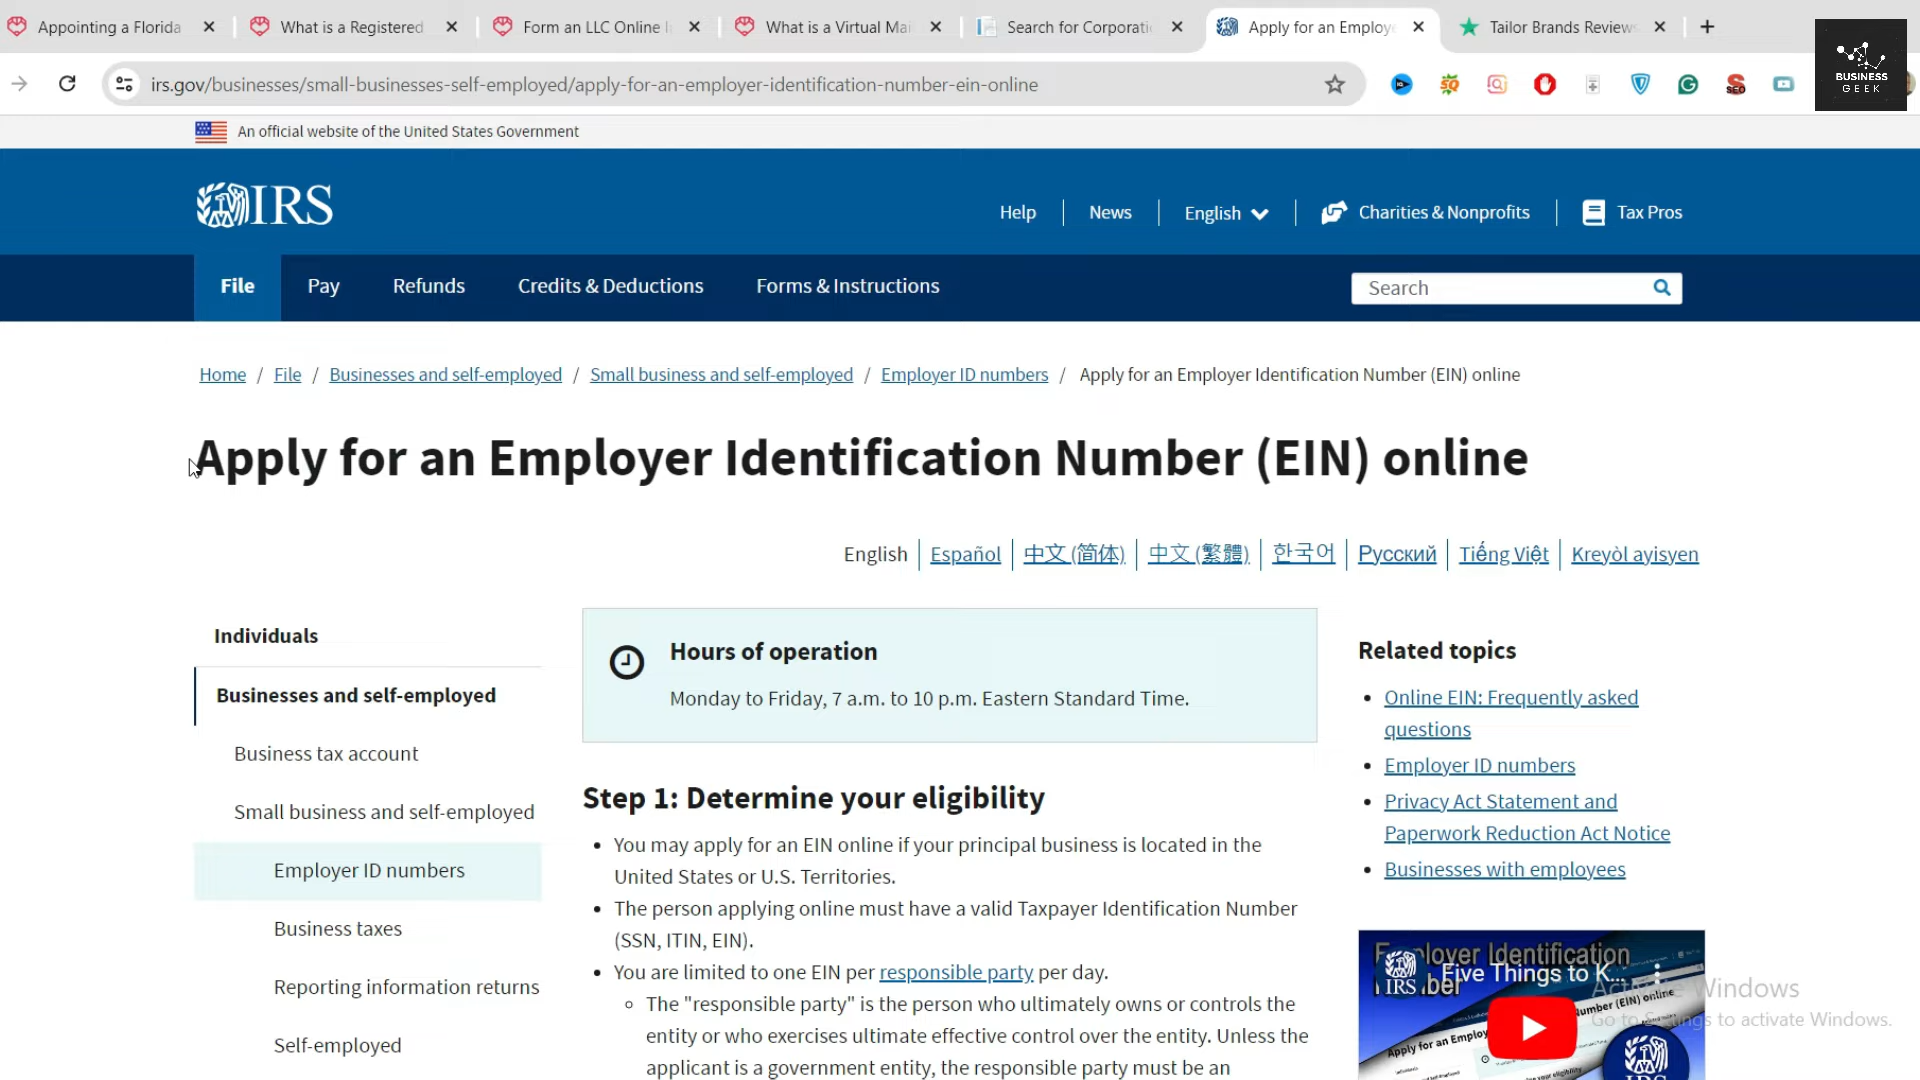 Appointing a Florida
What is a Registered
Form an LLC Online I
What is a Virtual Mai
Search for Corporatio
Apply for an Employe
Tailor Brands Reviews
BUSINESS
GEEK
irs.gov/businesses/small-businesses-self-employed/apply-for-an-employer-identification-number-ein-online
SQ
SEO
An official website of the United States Government
IRS
Help
News
English
Charities & Nonprofits
Tax Pros
File
Pay
Refunds
Credits & Deductions
Forms & Instructions
Search
Home / File / Businesses and self-employed / Small business and self-employed / Employer ID numbers / Apply for an Employer Identification Number (EIN) online
Apply for an Employer Identification Number (EIN) online
English | Español | 中文 (简体) | 中文 (繁體) | 한국어 | Русский | Tiếng Việt | Kreyòl ayisyen
Individuals
Businesses and self-employed
Business tax account
Small business and self-employed
Employer ID numbers
Business taxes
Reporting information returns
Self-employed
Hours of operation
Monday to Friday, 7 a.m. to 10 p.m. Eastern Standard Time.
Step 1: Determine your eligibility
• You may apply for an EIN online if your principal business is located in the
United States or U.S. Territories.
• The person applying online must have a valid Taxpayer Identification Number
(SSN, ITIN, EIN).
• You are limited to one EIN per responsible party per day.
The "responsible party" is the person who ultimately owns or controls the
entity or who exercises ultimate effective control over the entity. Unless the
applicant is a government entity, the responsible party must be an
Related topics
• Online EIN: Frequently asked
questions
• Employer ID numbers
• Privacy Act Statement and
Paperwork Reduction Act Notice
• Businesses with employees
Employer Identification
Five Things to K...
IRS
Number (EIN) online
Apply for an Employ
IRS
Activate Windows
Go to Settings to activate Windows.